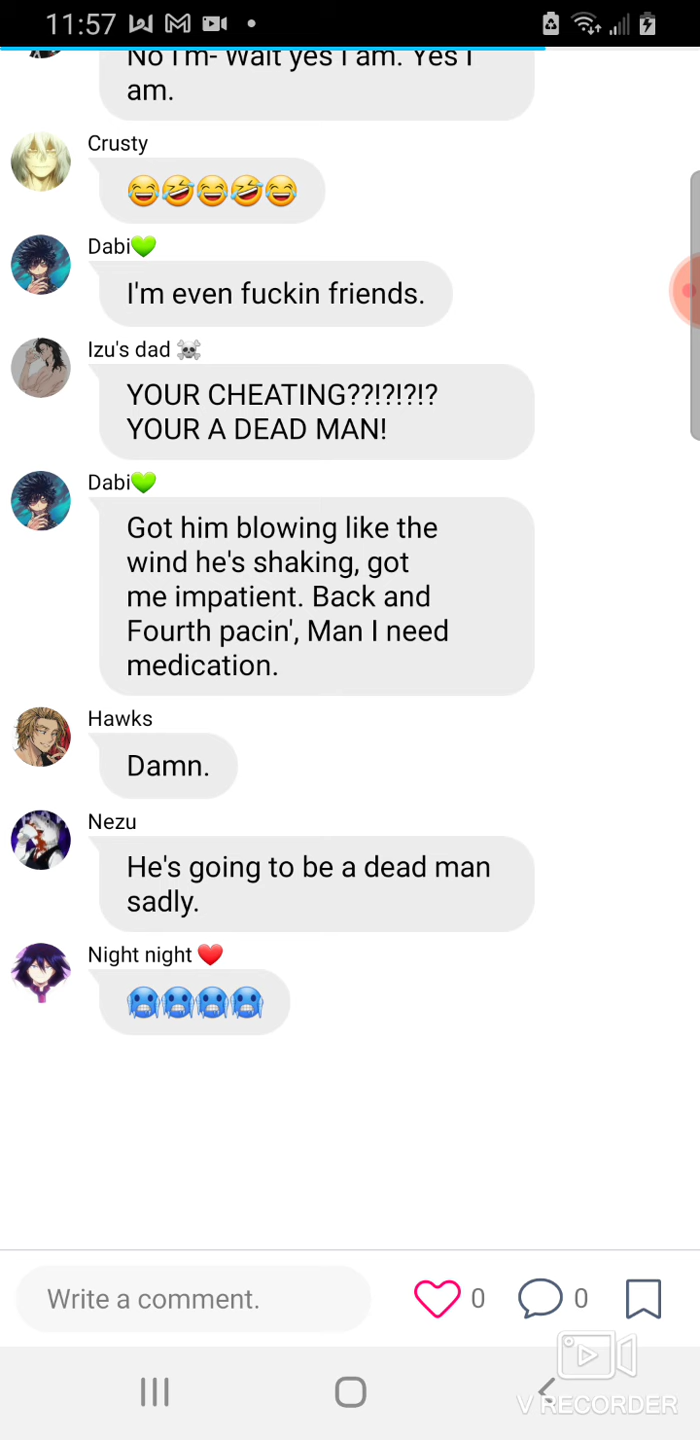 11:57
No I'm- Wait yes I am. Yes I
am.
Crusty
😂🤣😂🤣😂
Dabi💚
I'm even fuckin friends.
Izu's dad ☠️
YOUR CHEATING??!?!?!?
YOUR A DEAD MAN!
Dabi💚
Got him blowing like the
wind he's shaking, got
me impatient. Back and
Fourth pacin', Man I need
medication.
Hawks
Damn.
Nezu
He's going to be a dead man
sadly.
Night night ❤️
🥶🥶🥶🥶
Write a comment.
0
0
V RECORDER